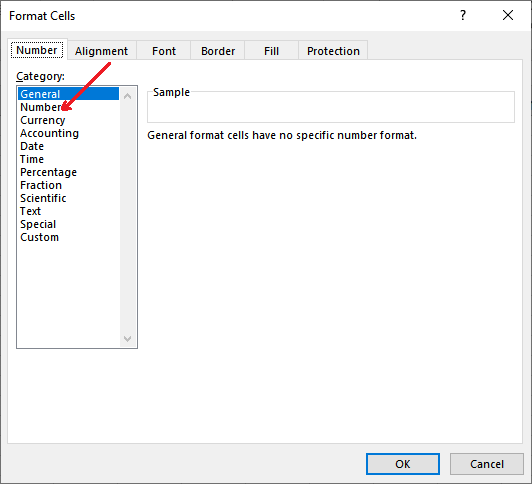 Format Cells
?
Number Alignment Font Border Fill Protection
Category:
General
Number
Currency
Accounting
Date
Time
Percentage
Fraction
Scientific
Text
Special
Custom
Sample
General format cells have no specific number format.
OK Cancel